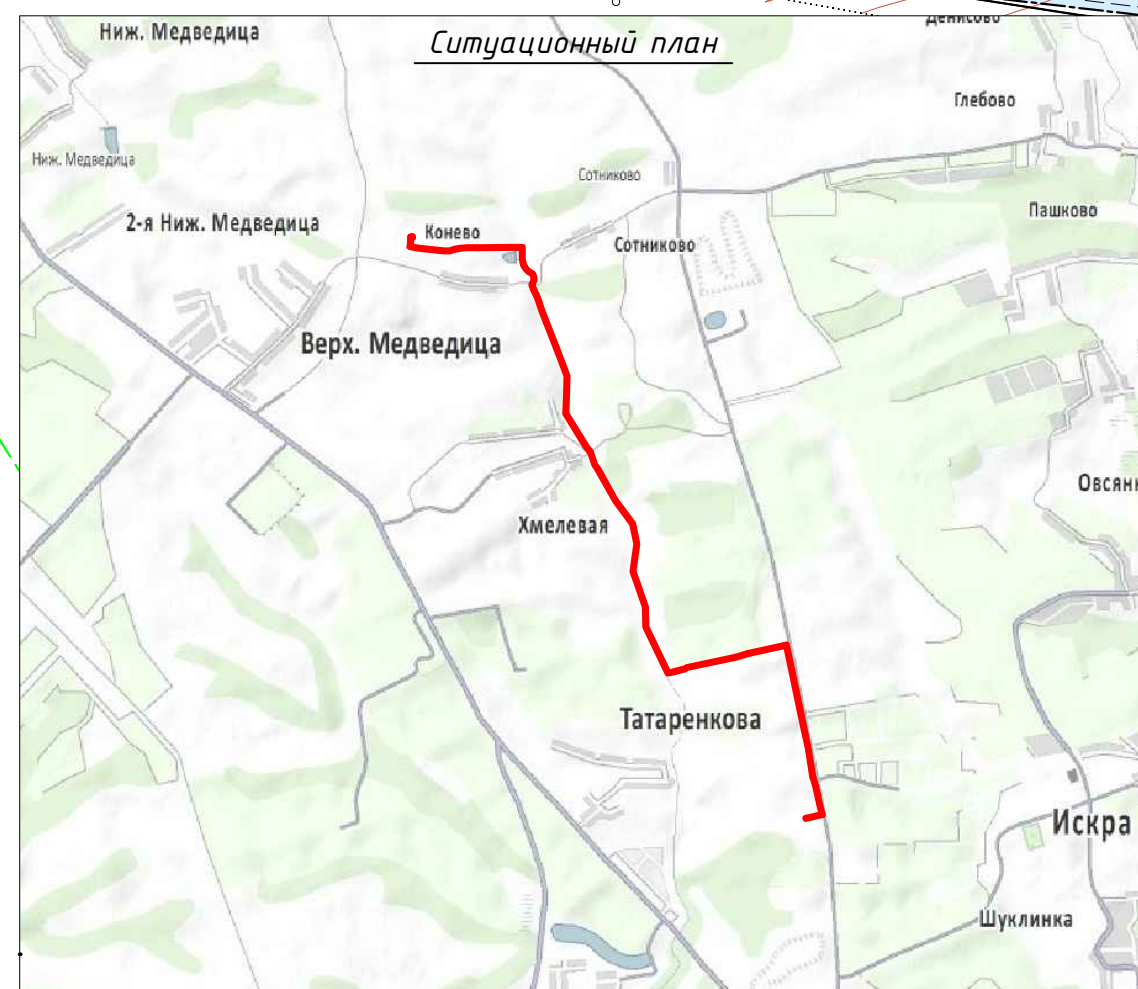 Ситуационный план
Денисово
Ниж. Медведица
Глебово
Ниж. Медведица
Сотниково
Пашково
2-я Ниж. Медведица
Конево
Сотниково
Верх. Медведица
Хмелевая
Татаренкова
Искра
Шуклинка